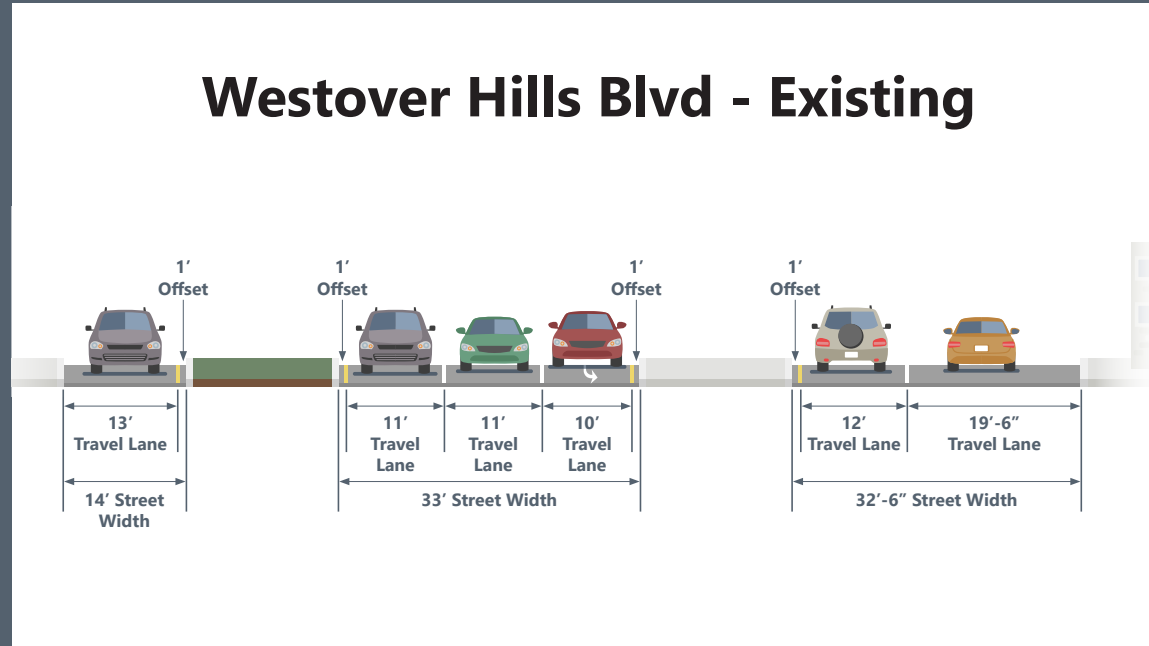 Westover Hills Blvd - Existing
1’
Offset
1’
Offset
1’
Offset
1’
Offset
13’
Travel Lane
11’
Travel
Lane
11’
Travel
Lane
10’
Travel
Lane
12’
Travel Lane
19’-6”
Travel Lane
14’ Street
Width
33’ Street Width
32’-6” Street Width